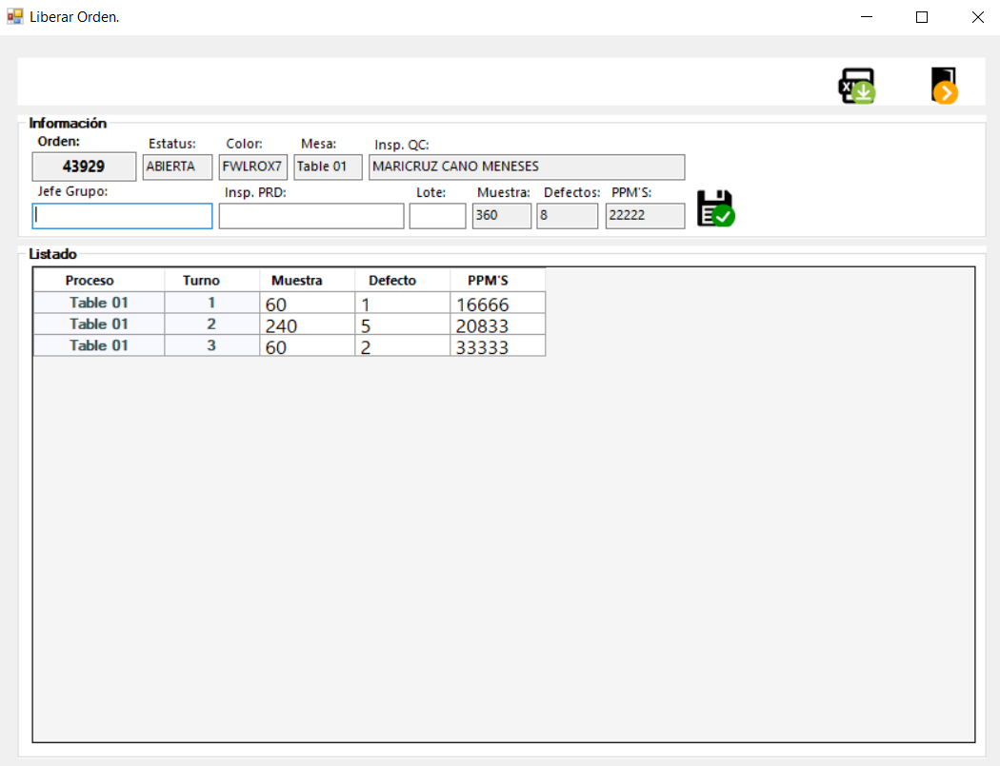 Liberar Orden.
Información
Orden: Estatus: Color: Mesa: Insp. QC:
43929 ABIERTA FWLROX7 Table 01 MARICRUZ CANO MENESES
Jefe Grupo: Insp. PRD: Lote: Muestra: Defectos: PPM'S:
360 8 22222
Listado
Proceso Turno Muestra Defecto PPM'S
Table 01 1 60 1 16666
Table 01 2 240 5 20833
Table 01 3 60 2 33333